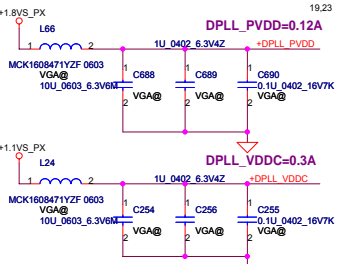 19,23
+1.8VS_PX
DPLL_PVDD=0.12A
L66
1U_0402_6.3V4Z
+DPLL_PVDD
1 2
MCK1608471YZF 0603
VGA@
10U_0603_6.3V6M
1 C688 1 C689 1 C690
0.1U_0402_16V7K
VGA@ VGA@ VGA@
2 2 2
+1.1VS_PX
DPLL_VDDC=0.3A
L24
1U_0402_6.3V4Z
+DPLL_VDDC
1 2
MCK1608471YZF 0603
VGA@
10U_0603_6.3V6M
1 C254 1 C256 1 C255
0.1U_0402_16V7K
VGA@ VGA@ VGA@
2 2 2